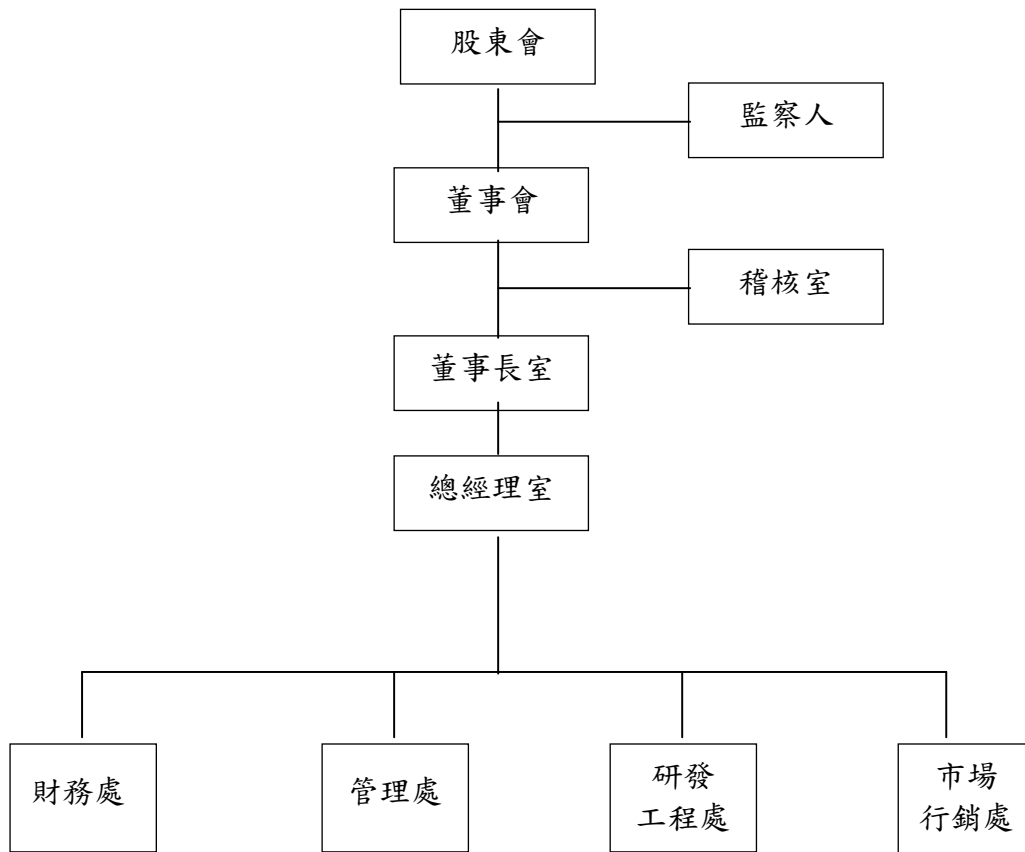 股東會
監察人
董事會
稽核室
董事長室
總經理室
財務處
管理處
研發
工程處
市場
行銷處